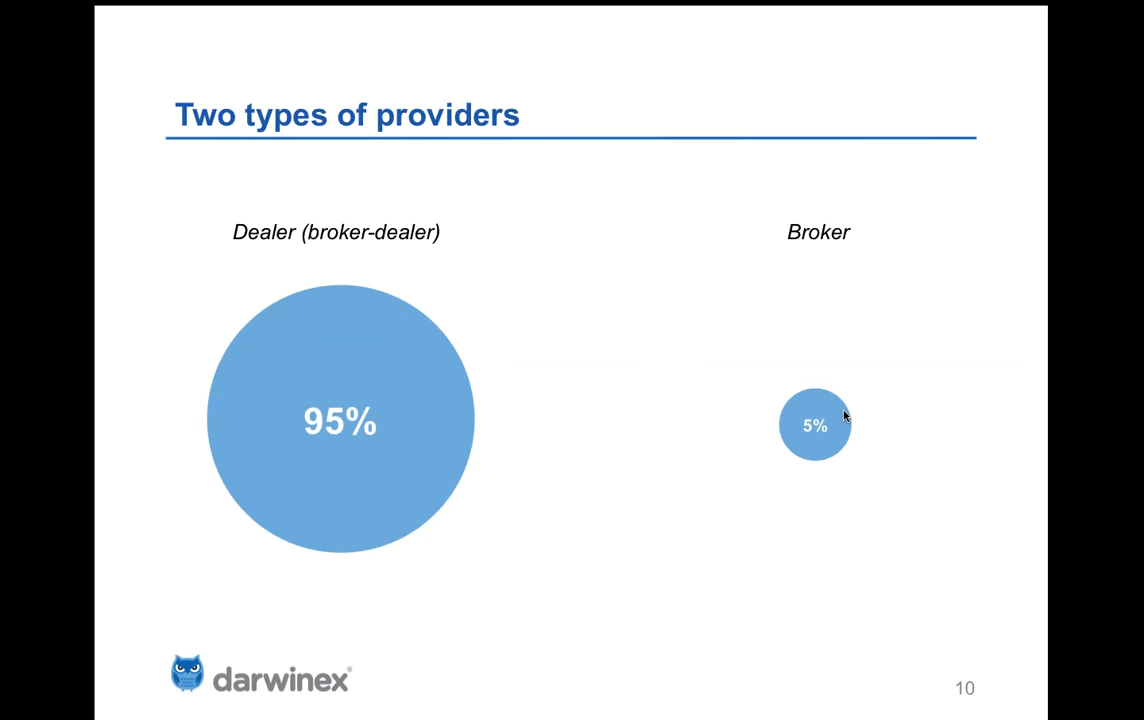 Two types of providers
Dealer (broker-dealer)
Broker
95%
5%
darwinex®
10